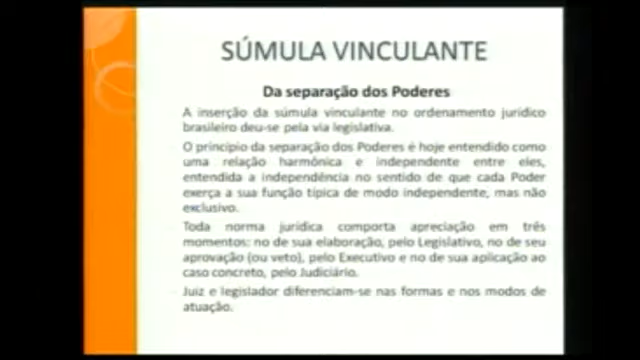 SÚMULA VINCULANTE
Da separação dos Poderes
A inserção da súmula vinculante no ordenamento jurídico
brasileiro deu-se pela via legislativa.
O princípio da separação dos Poderes é hoje entendido como
uma relação harmônica e independente entre eles,
entendida a independência no sentido de que cada Poder
exerça a sua função típica de modo independente, mas não
exclusivo.
Toda norma jurídica comporta apreciação em três
momentos: no de sua elaboração, pelo Legislativo, no de seu
aprovação (ou veto), pelo Executivo e no de sua aplicação ao
caso concreto, pelo Judiciário.
Juiz e legislador diferenciam-se nas formas e nos modos de
atuação.